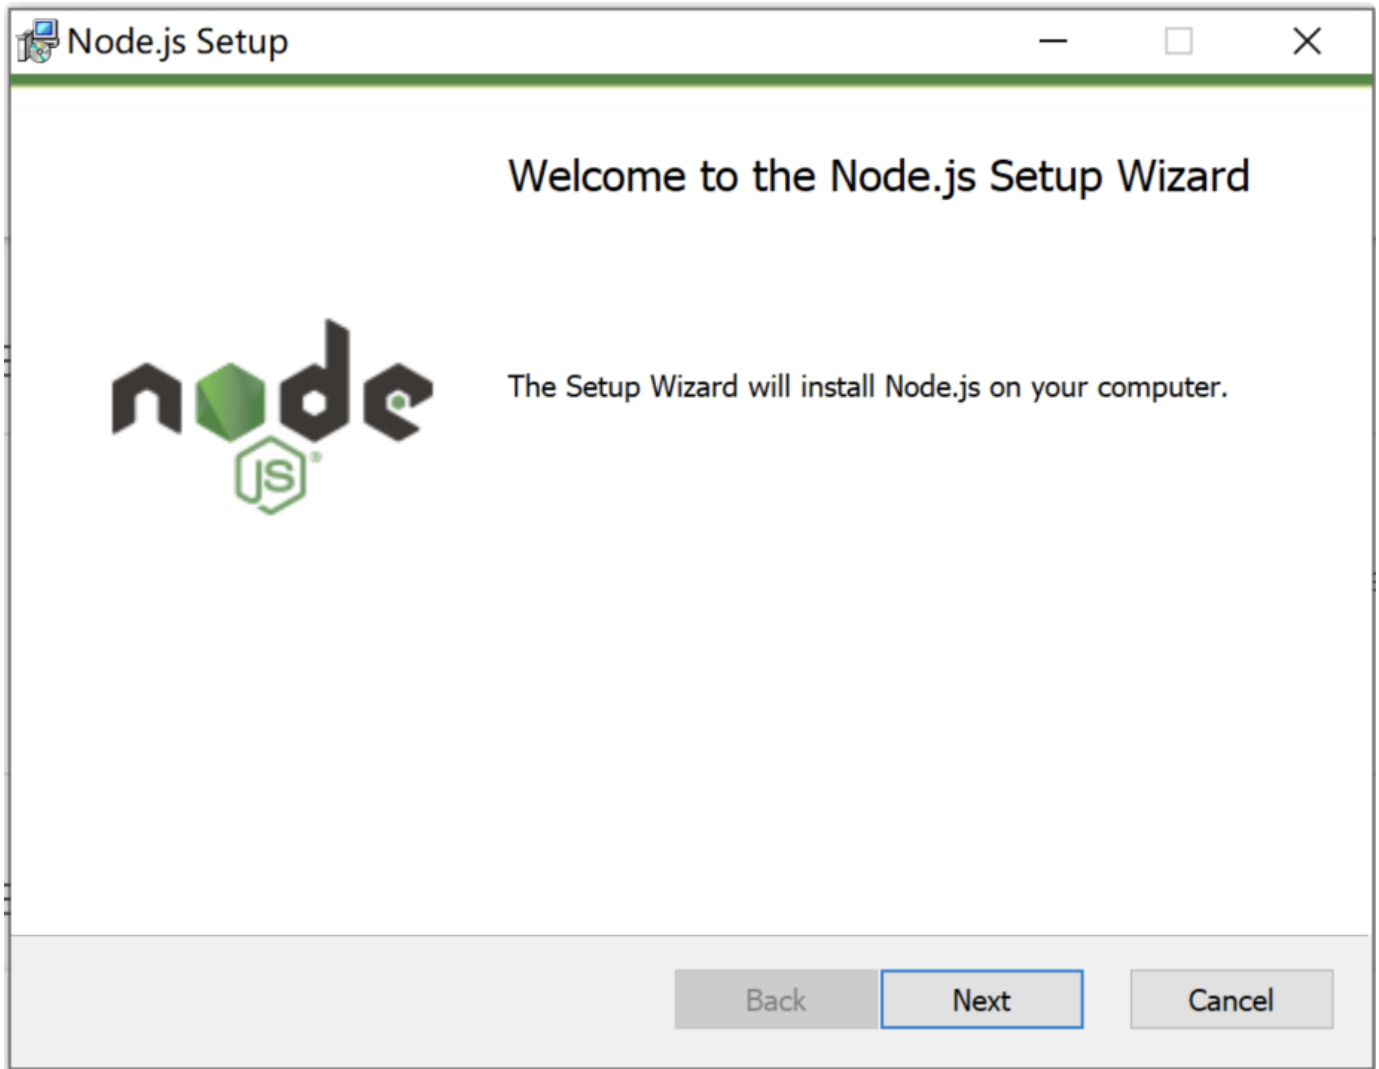 Node.js Setup
Welcome to the Node.js Setup Wizard
The Setup Wizard will install Node.js on your computer.
node
JS®
Back
Next
Cancel